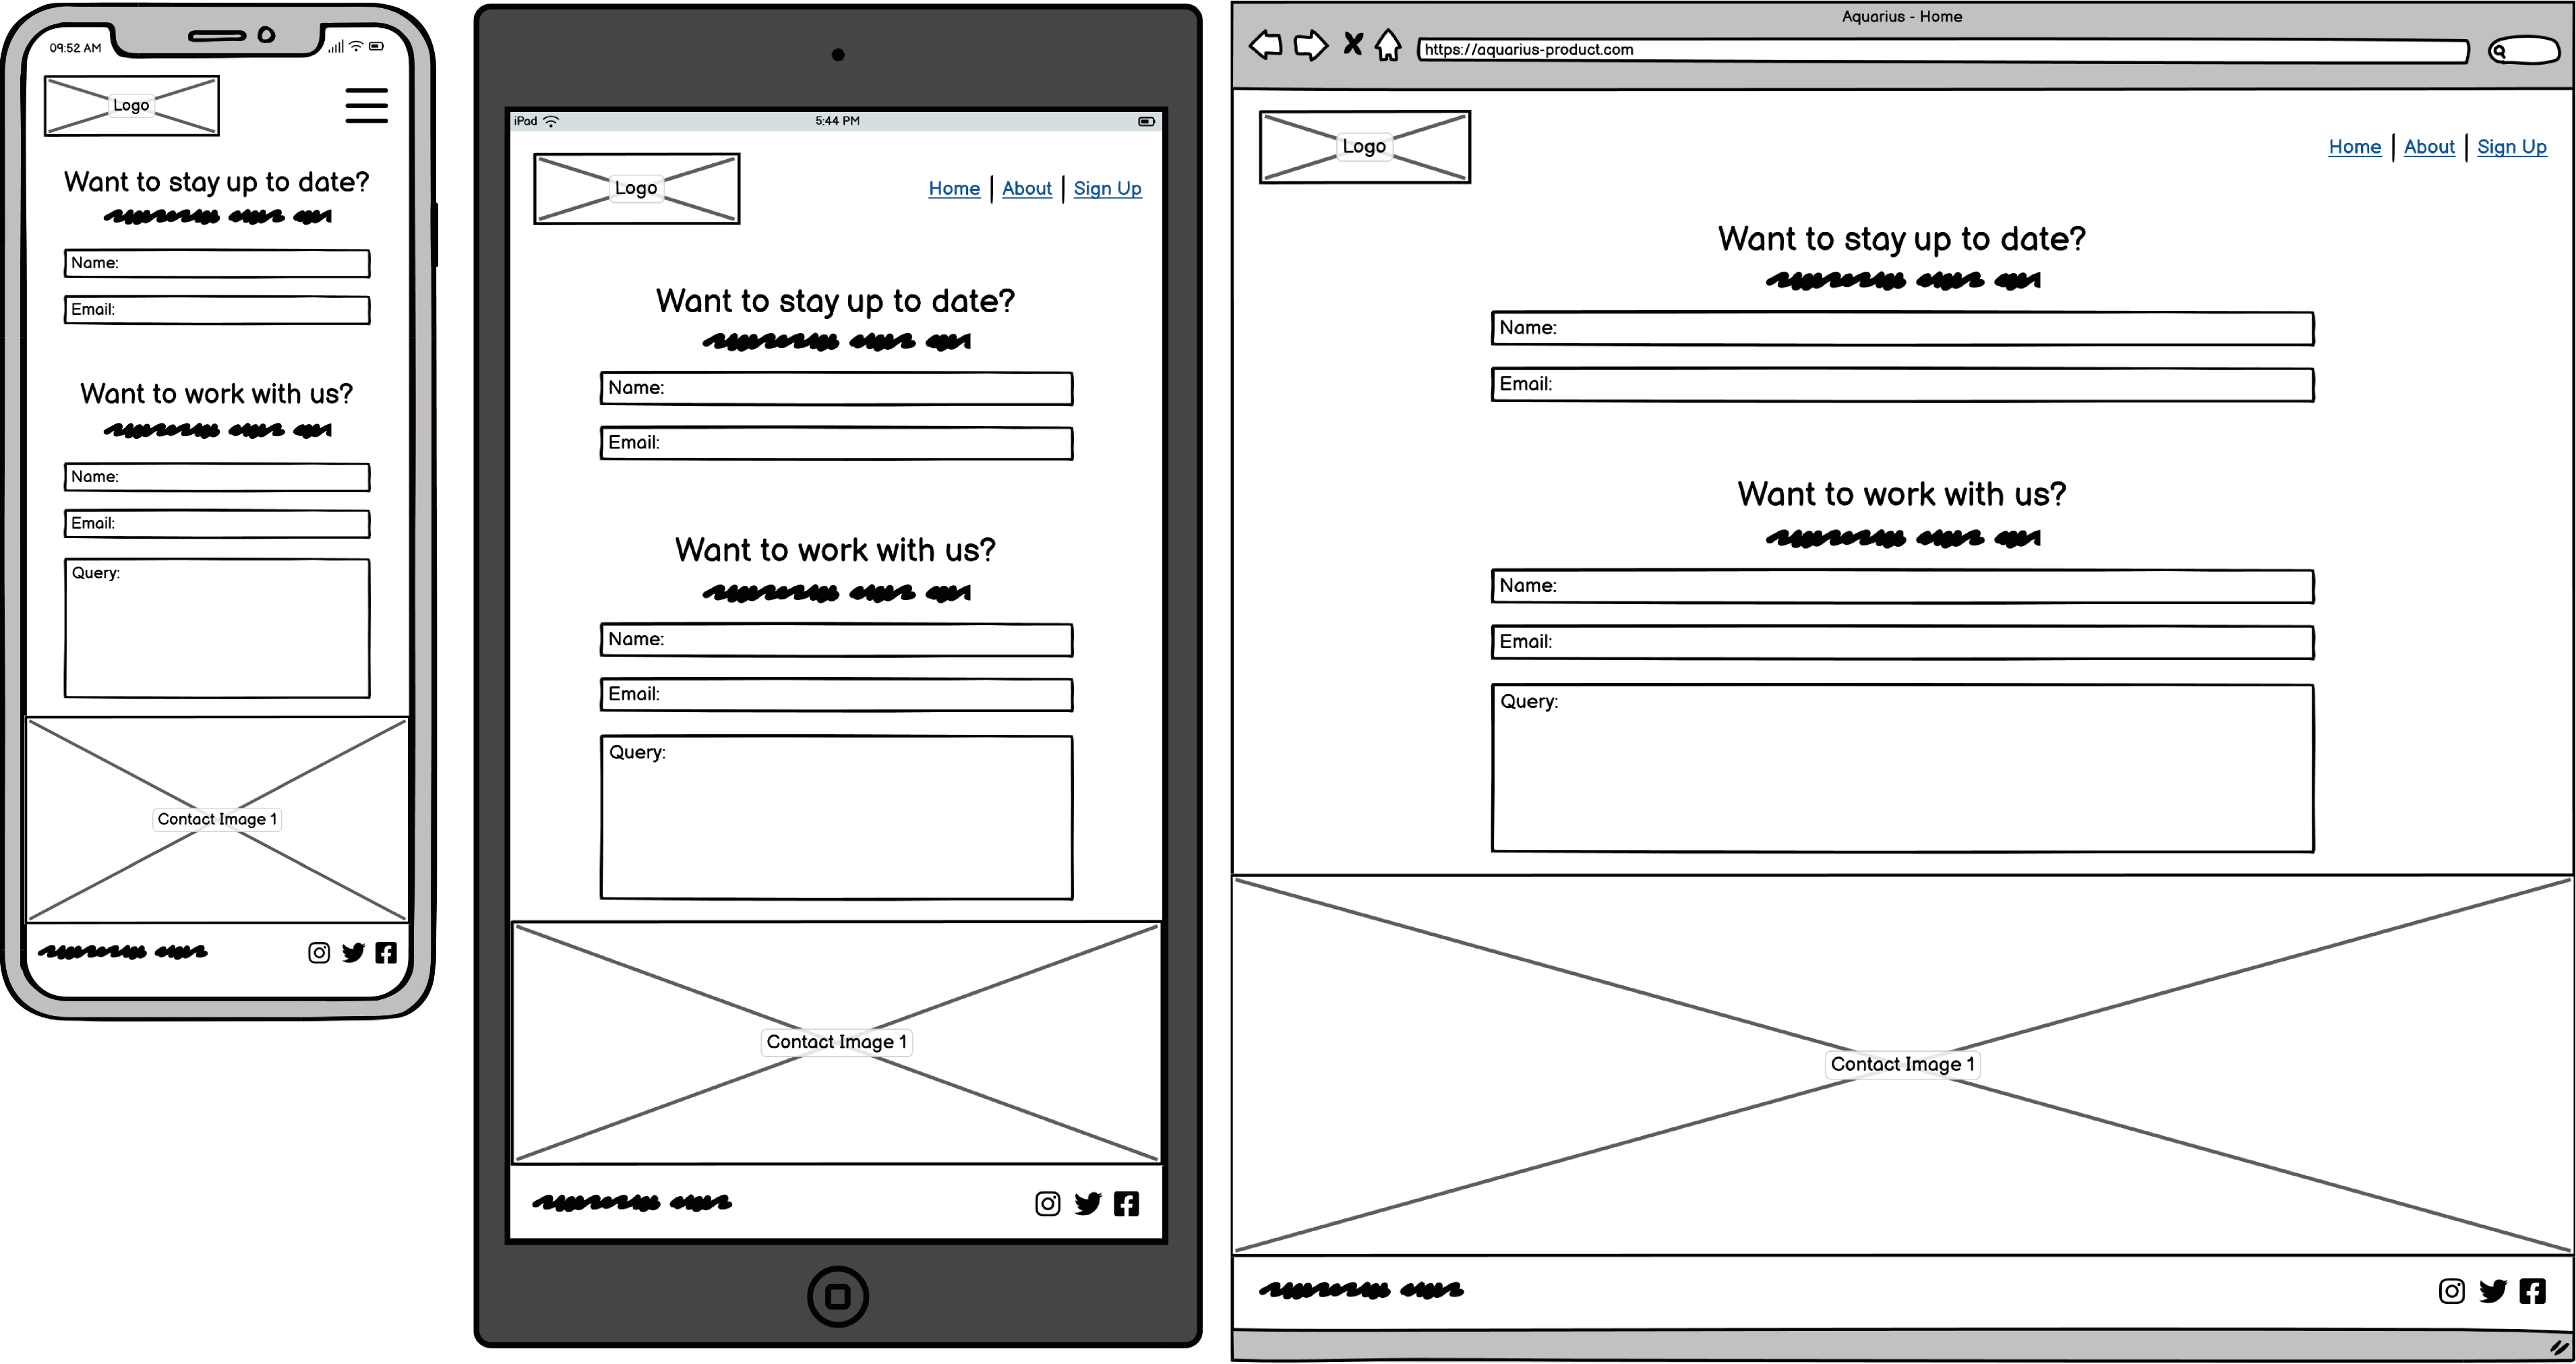 09:52 AM
Logo
Want to stay up to date?
Name:
Email:
Want to work with us?
Name:
Email:
Query:
Contact Image 1
iPad
5:44 PM
Logo
Home
About
Sign Up
Want to stay up to date?
Name:
Email:
Want to work with us?
Name:
Email:
Query:
Contact Image 1
Aquarius - Home
https://aquarius-product.com
Logo
Home
About
Sign Up
Want to stay up to date?
Name:
Email:
Want to work with us?
Name:
Email:
Query:
Contact Image 1